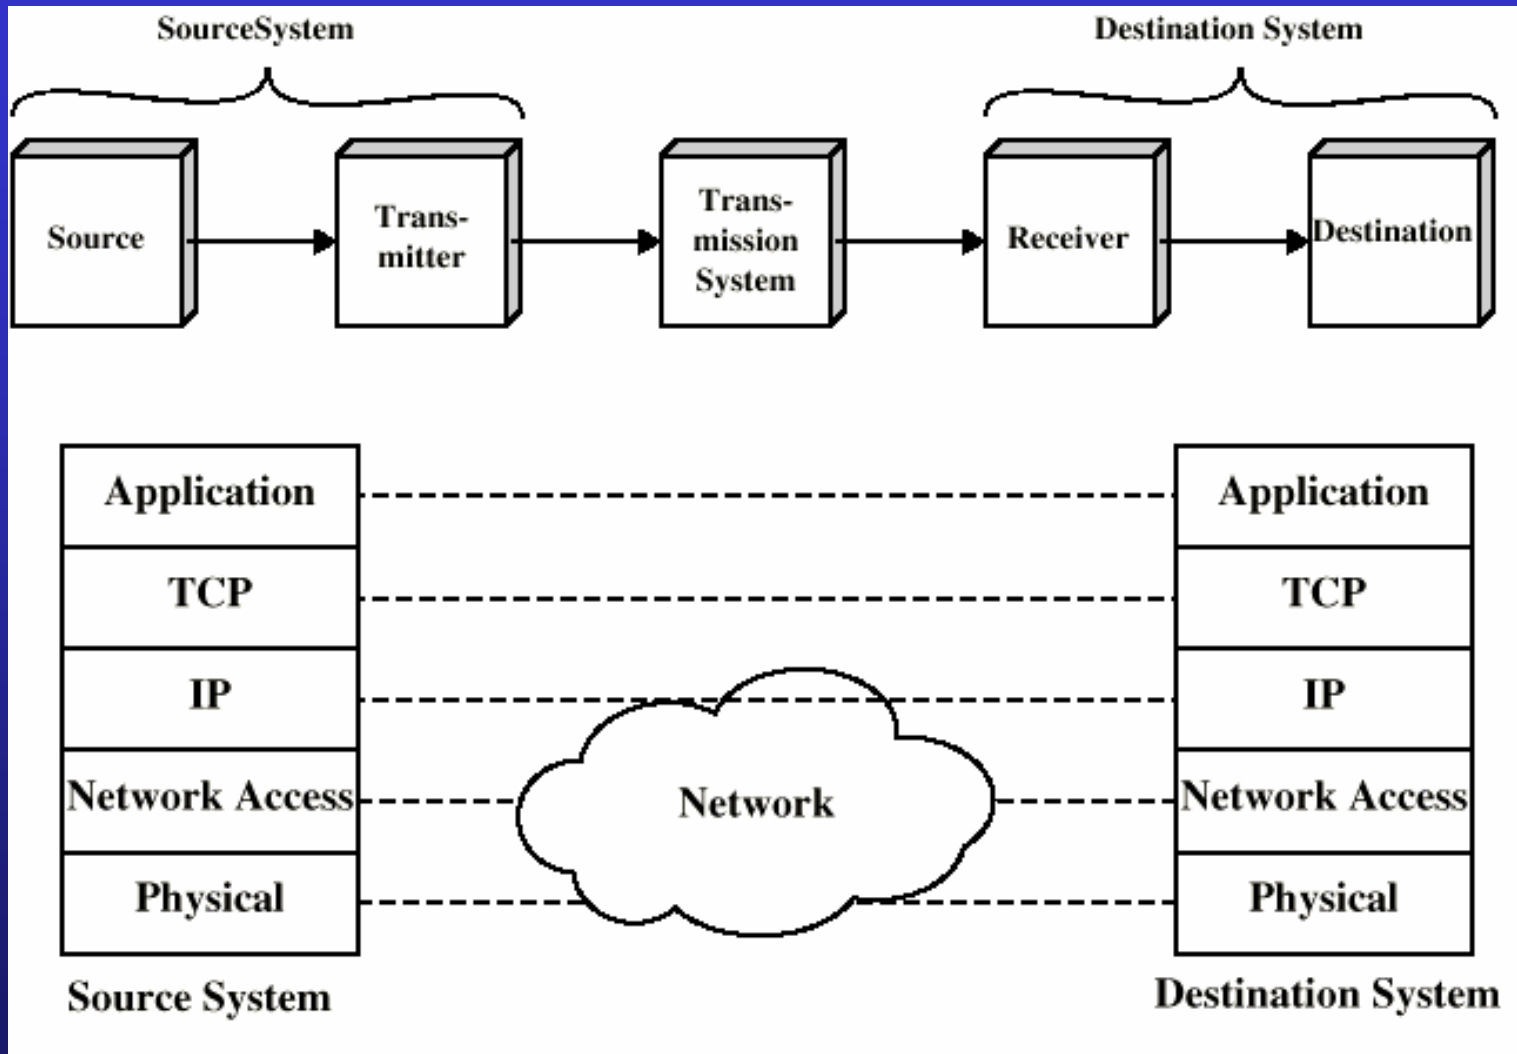 SourceSystem
Destination System
Source
Trans-
mitter
Trans-
mission
System
Receiver
Destination
Application
TCP
IP
Network Access
Physical
Source System
Network
Application
TCP
IP
Network Access
Physical
Destination System